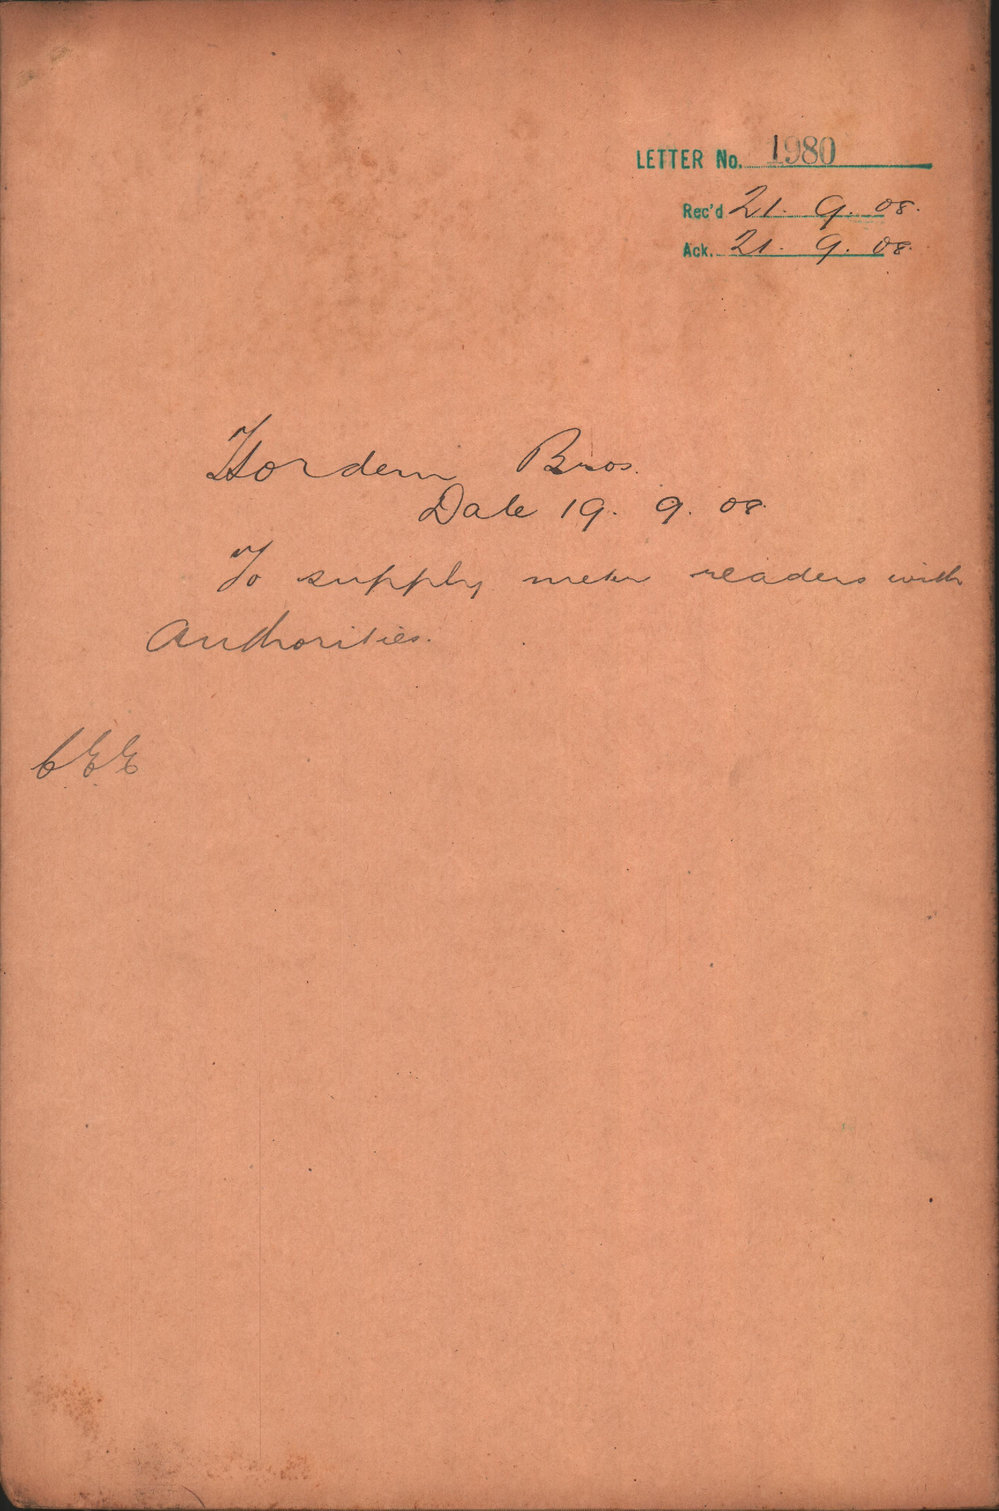 LETTER No. 1980
Rec'd 21. 9. 08.
Ack. 21. 9. 08.
Hordern Bros.
Date 19. 9. 08
To supply meter readers with
Authorities.
CEE